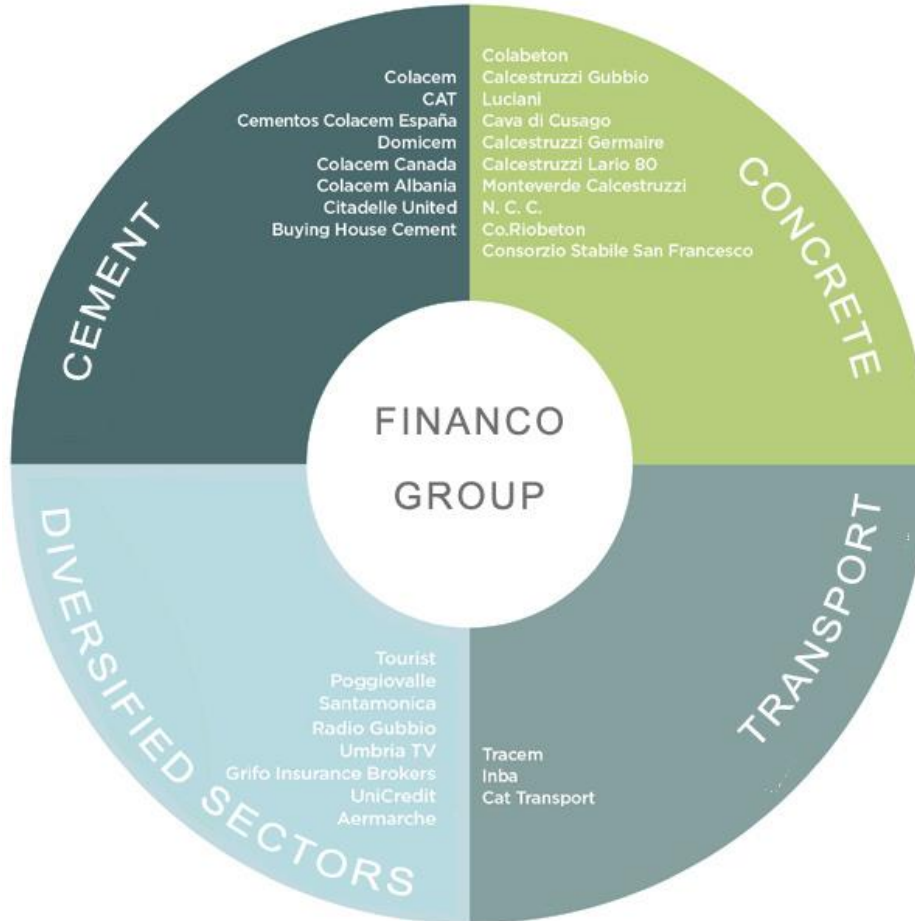 CEMENT
Colacem
CAT
Cementos Colacem España
Domicem
Colacem Canada
Colacem Albania
Citadelle United
Buying House Cement
CONCRETE
Colabeton
Calcestruzzi Gubbio
Luciani
Cava di Cusago
Calcestruzzi Germaire
Calcestruzzi Lario 80
Monteverde Calcestruzzi
N. C. C.
Co.Riobeton
Consorzio Stabile San Francesco
FINANCO
GROUP
DIVERSIFIED SECTORS
Tourist
Poggiovalle
Santamonica
Radio Gubbio
Umbria TV
Grifo Insurance Brokers
UniCredit
Aermarche
TRANSPORT
Tracem
Inba
Cat Transport